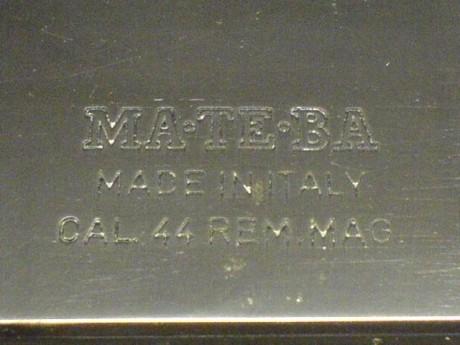 MA·TE·BA
MADE IN ITALY
CAL. 44 REM. MAG.